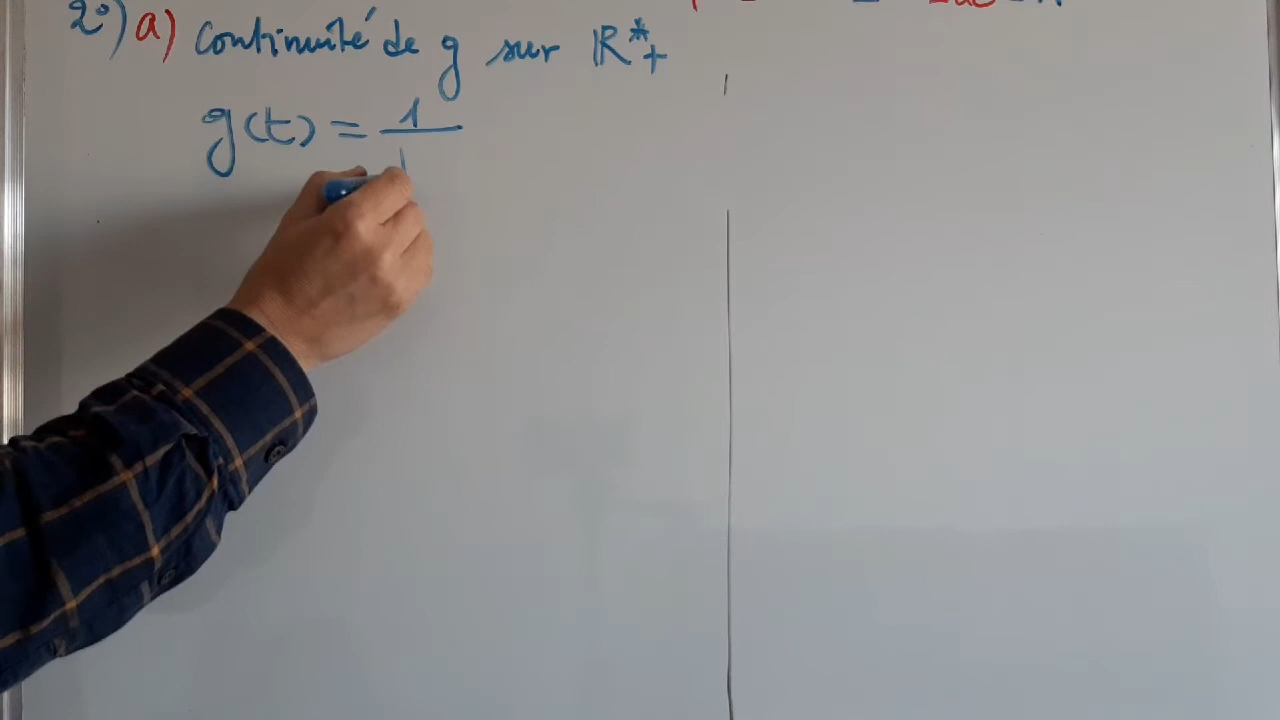 2°) a) Continuité de g sur ℝ*₊
g(t) = 1/